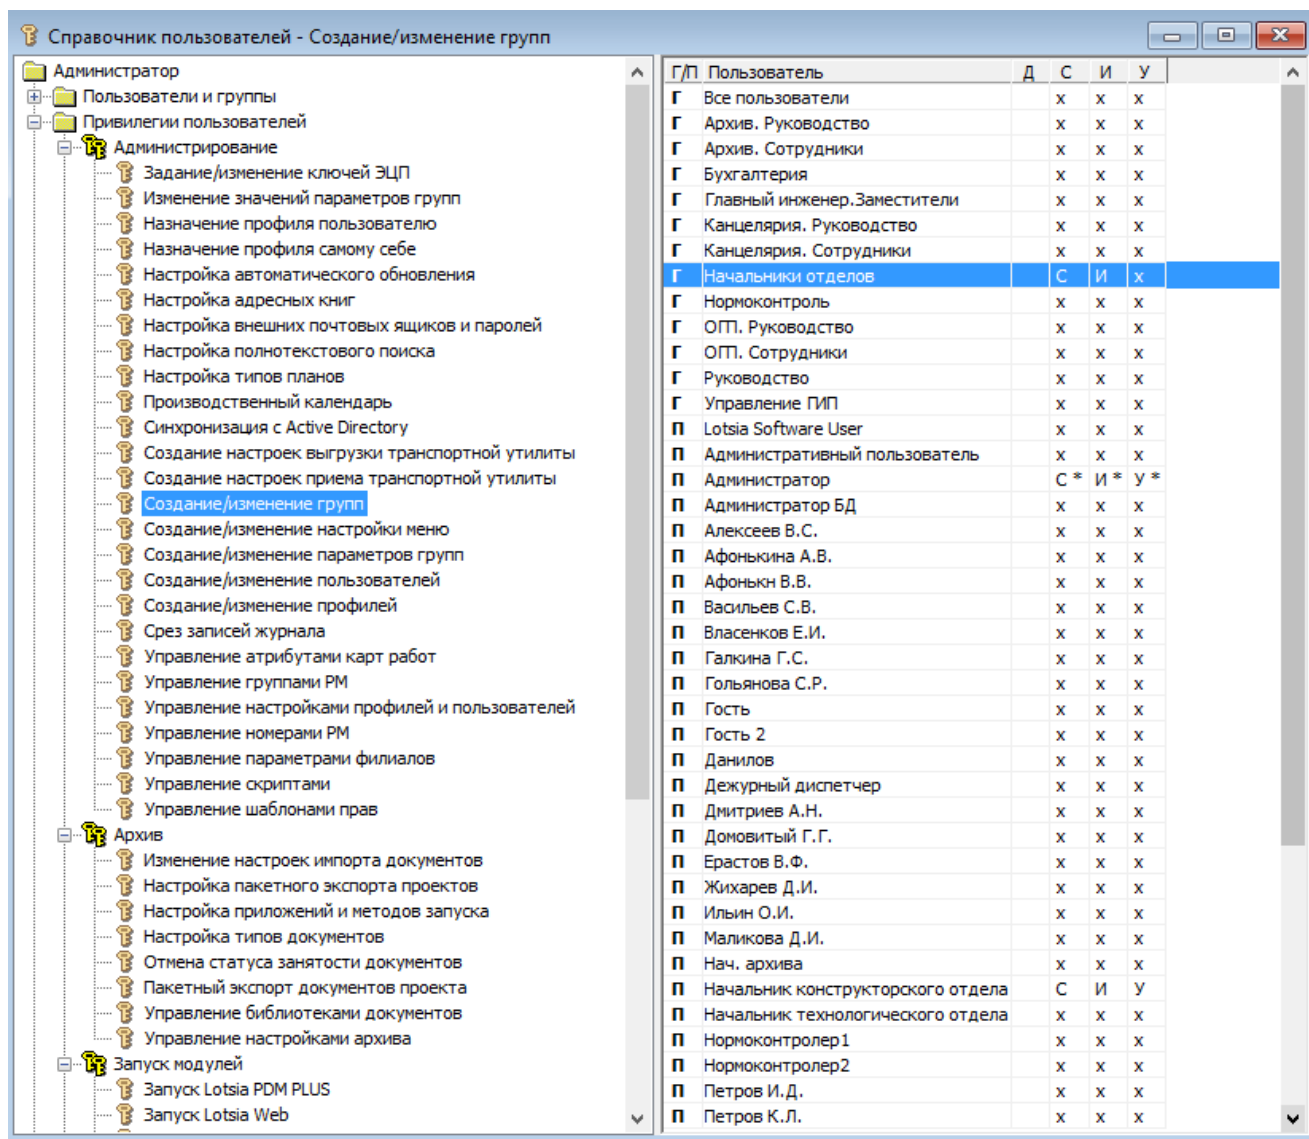 Справочник пользователей - Создание/изменение групп
Администратор
Пользователи и группы
Привилегии пользователей
Администрирование
Задание/изменение ключей ЭЦП
Изменение значений параметров групп
Назначение профиля пользователю
Назначение профиля самому себе
Настройка автоматического обновления
Настройка адресных книг
Настройка внешних почтовых ящиков и паролей
Настройка полнотекстового поиска
Настройка типов планов
Производственный календарь
Синхронизация с Active Directory
Создание настроек выгрузки транспортной утилиты
Создание настроек приема транспортной утилиты
Создание/изменение групп
Создание/изменение настройки меню
Создание/изменение параметров групп
Создание/изменение пользователей
Создание/изменение профилей
Срез записей журнала
Управление атрибутами карт работ
Управление группами РМ
Управление настройками профилей и пользователей
Управление номерами РМ
Управление параметрами филиалов
Управление скриптами
Управление шаблонами прав
Архив
Изменение настроек импорта документов
Настройка пакетного экспорта проектов
Настройка приложений и методов запуска
Настройка типов документов
Отмена статуса занятости документов
Пакетный экспорт документов проекта
Управление библиотеками документов
Управление настройками архива
Запуск модулей
Запуск Lotsia PDM PLUS
Запуск Lotsia Web
Г/П Пользователь Д С И У
Г Все пользователи x x x
Г Архив. Руководство x x x
Г Архив. Сотрудники x x x
Г Бухгалтерия x x x
Г Главный инженер.Заместители x x x
Г Канцелярия. Руководство x x x
Г Канцелярия. Сотрудники x x x
Г Начальники отделов С И x
Г Нормоконтроль x x x
Г ОГП. Руководство x x x
Г ОГП. Сотрудники x x x
Г Руководство x x x
Г Управление ГИП x x x
П Lotsia Software User x x x
П Административный пользователь x x x
П Администратор С * И * У *
П Администратор БД x x x
П Алексеев В.С. x x x
П Афонькина А.В. x x x
П Афонькн В.В. x x x
П Васильев С.В. x x x
П Власенков Е.И. x x x
П Галкина Г.С. x x x
П Гольянова С.Р. x x x
П Гость x x x
П Гость 2 x x x
П Данилов x x x
П Дежурный диспетчер x x x
П Дмитриев А.Н. x x x
П Домовитый Г.Г. x x x
П Ерастов В.Ф. x x x
П Жихарев Д.И. x x x
П Ильин О.И. x x x
П Маликова Д.И. x x x
П Нач. архива x x x
П Начальник конструкторского отдела С И У
П Начальник технологического отдела x x x
П Нормоконтролер1 x x x
П Нормоконтролер2 x x x
П Петров И.Д. x x x
П Петров К.Л. x x x